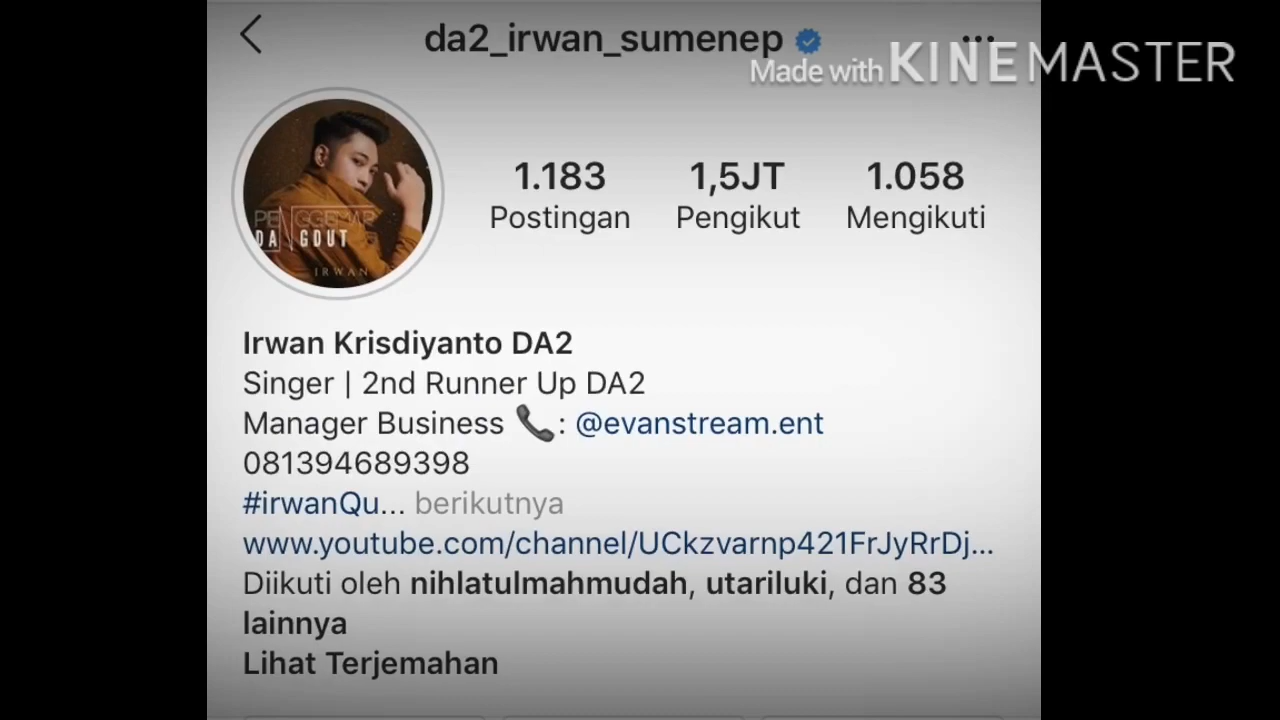 da2_irwan_sumenep
Made with KINEMASTER
1.183 1,5JT 1.058
Postingan Pengikut Mengikuti
PENGGEMAR
DANGDUT
IRWAN
Irwan Krisdiyanto DA2
Singer | 2nd Runner Up DA2
Manager Business 📞: @evanstream.ent
081394689398
#irwanQu... berikutnya
www.youtube.com/channel/UCkzvarnp421FrJyRrDj...
Diikuti oleh nihlatulmahmudah, utariluki, dan 83
lainnya
Lihat Terjemahan